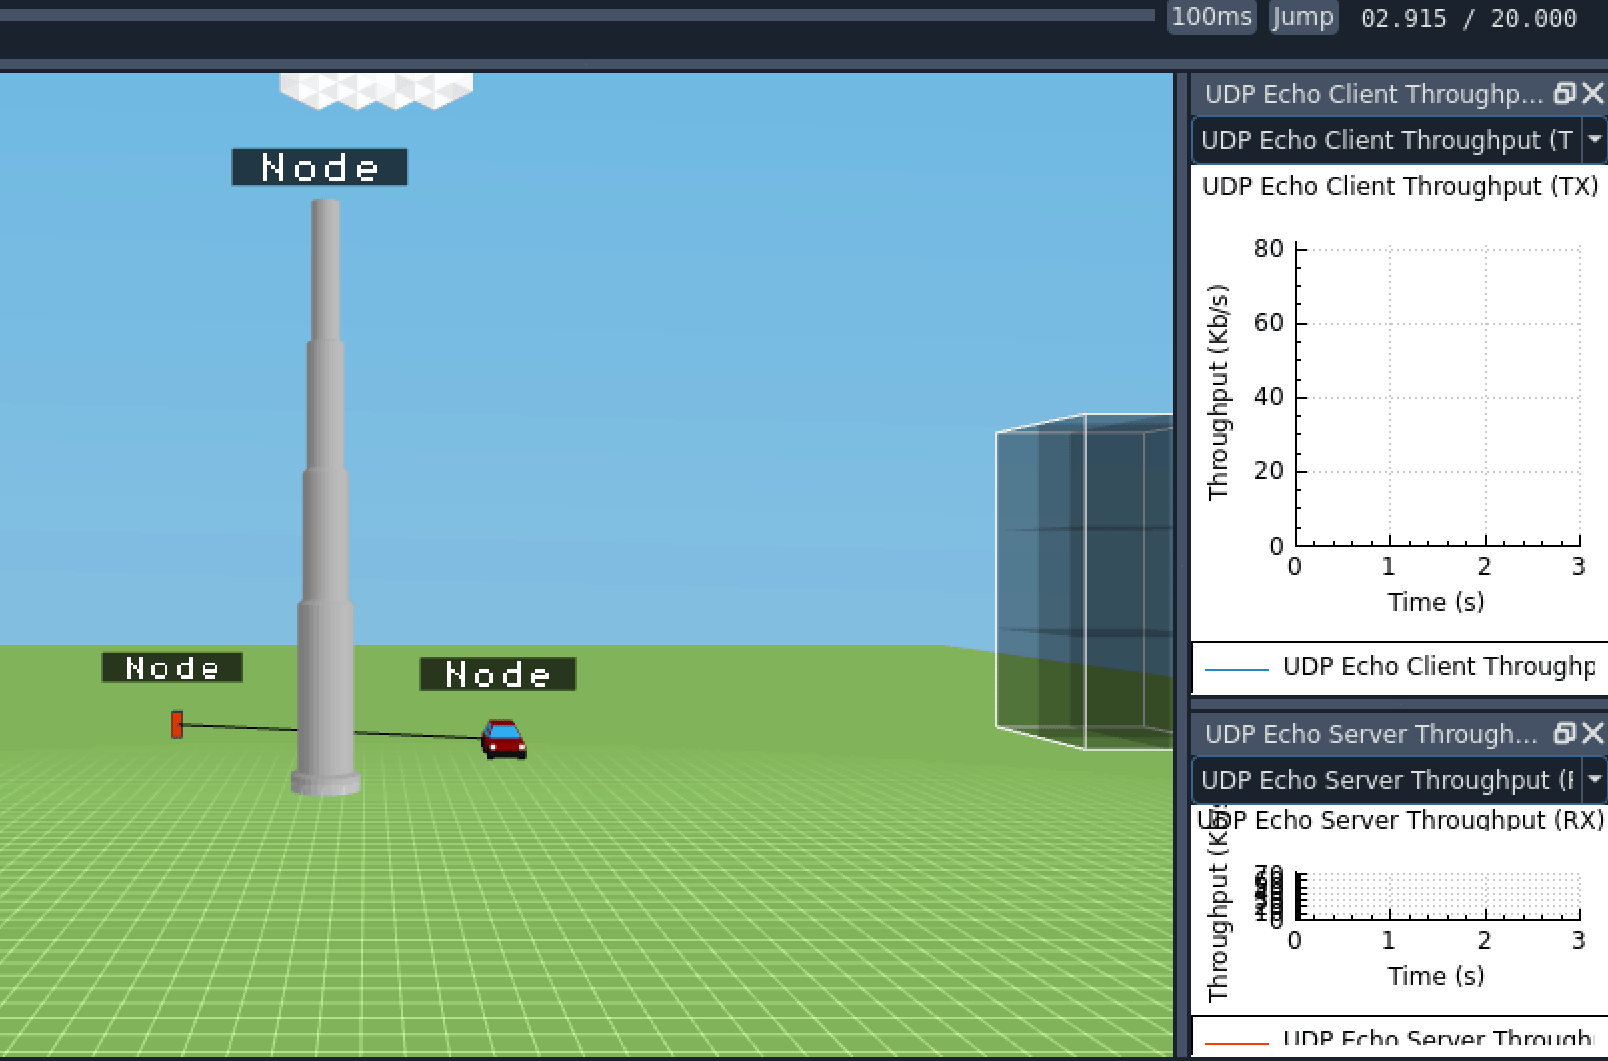 100ms Jump 02.915 / 20.000
UDP Echo Client Throughp...
UDP Echo Client Throughput (T
UDP Echo Client Throughput (TX)
80
60
40
20
0
Throughput (Kb/s)
0 1 2 3
Time (s)
UDP Echo Client Throughp
Node
Node
Node
UDP Echo Server Through...
UDP Echo Server Throughput (F
UDP Echo Server Throughput (RX)
Throughput (Kb/s
0 1 2 3
Time (s)
UDP Echo Server Through